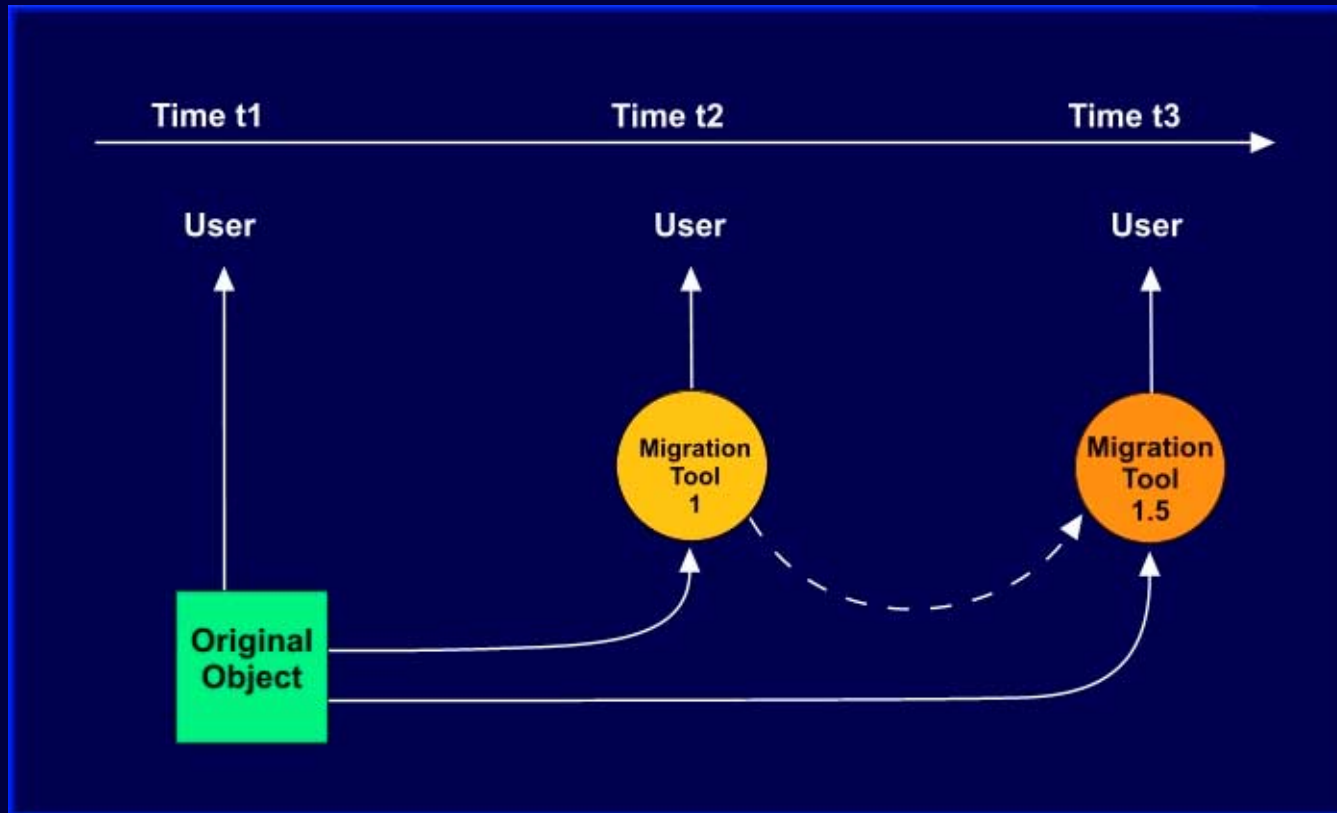 Time t1
Time t2
Time t3
User
User
User
Migration
Tool
1
Migration
Tool
1.5
Original
Object